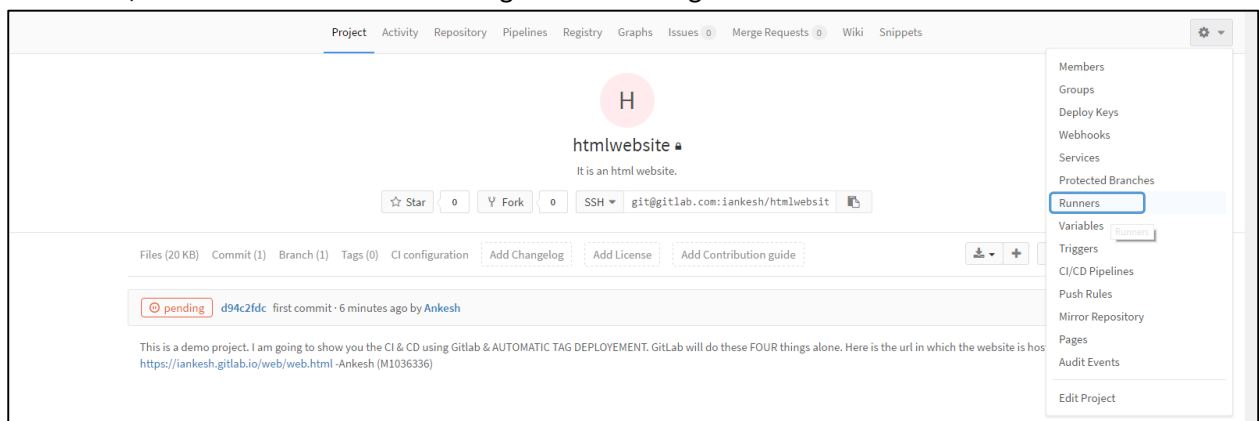 Project Activity Repository Pipelines Registry Graphs Issues 0 Merge Requests 0 Wiki Snippets
H
htmlwebsite
It is an html website.
Star 0 Fork 0 SSH git@gitlab.com:iankesh/htmlwebsit
Files (20 KB) Commit (1) Branch (1) Tags (0) CI configuration Add Changelog Add License Add Contribution guide
pending d94c2fdc first commit · 6 minutes ago by Ankesh
This is a demo project. I am going to show you the CI & CD using Gitlab & AUTOMATIC TAG DEPLOYEMENT. GitLab will do these FOUR things alone. Here is the url in which the website is hos
https://iankesh.gitlab.io/web/web.html -Ankesh (M1036336)
Members
Groups
Deploy Keys
Webhooks
Services
Protected Branches
Runners
Variables
Runners
Triggers
CI/CD Pipelines
Push Rules
Mirror Repository
Pages
Audit Events
Edit Project